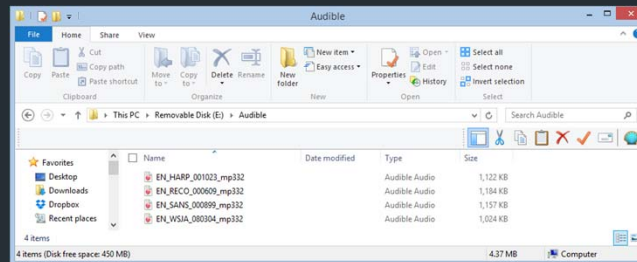 Audible
File Home Share View
Copy
Paste
Cut
Copy path
Paste shortcut
Clipboard
Move to
Copy to
Delete
Rename
Organize
New folder
New item
Easy access
New
Properties
Open
Edit
History
Open
Select all
Select none
Invert selection
Select
This PC Removable Disk (E:) Audible
Search Audible
Favorites
Desktop
Downloads
Dropbox
Recent places
Name Date modified Type Size
EN_HARP_001023_mp332 Audible Audio 1,122 KB
EN_RECO_000609_mp332 Audible Audio 1,184 KB
EN_SANS_000899_mp332 Audible Audio 1,157 KB
EN_WSJA_080304_mp332 Audible Audio 1,024 KB
4 items
4 items (Disk free space: 450 MB) 4.37 MB Computer